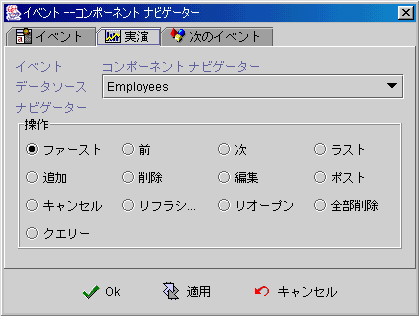 イベント --コンポーネント ナビゲーター
イベント 実演 次のイベント
イベント コンポーネント ナビゲーター
データソース Employees
ナビゲーター
操作
ファースト 前 次 ラスト
追加 削除 編集 ポスト
キャンセル リフラシ... リオープン 全部削除
クエリー
Ok 適用 キャンセル